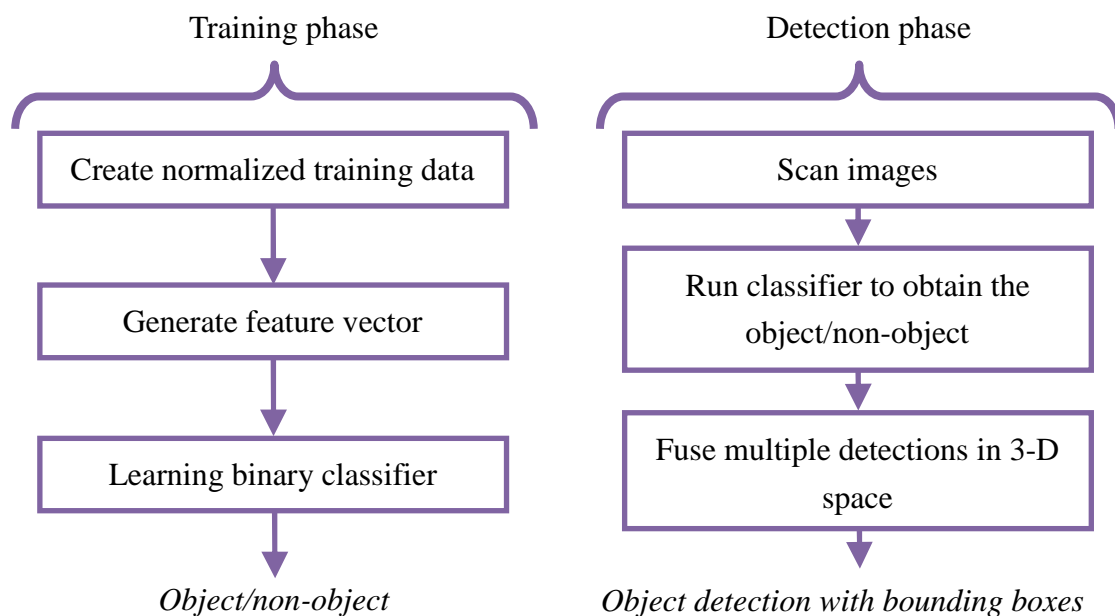 Training phase
Create normalized training data
Generate feature vector
Learning binary classifier
Object/non-object
Detection phase
Scan images
Run classifier to obtain the
object/non-object
Fuse multiple detections in 3-D
space
Object detection with bounding boxes